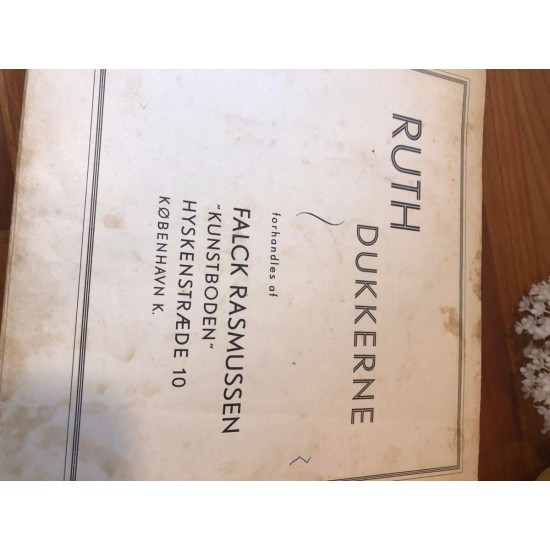 RUTH
DUKKERNE
forhandles af
FALCK RASMUSSEN
"KUNSTBODEN"
HYSKENSTRÆDE 10
KØBENHAVN K.